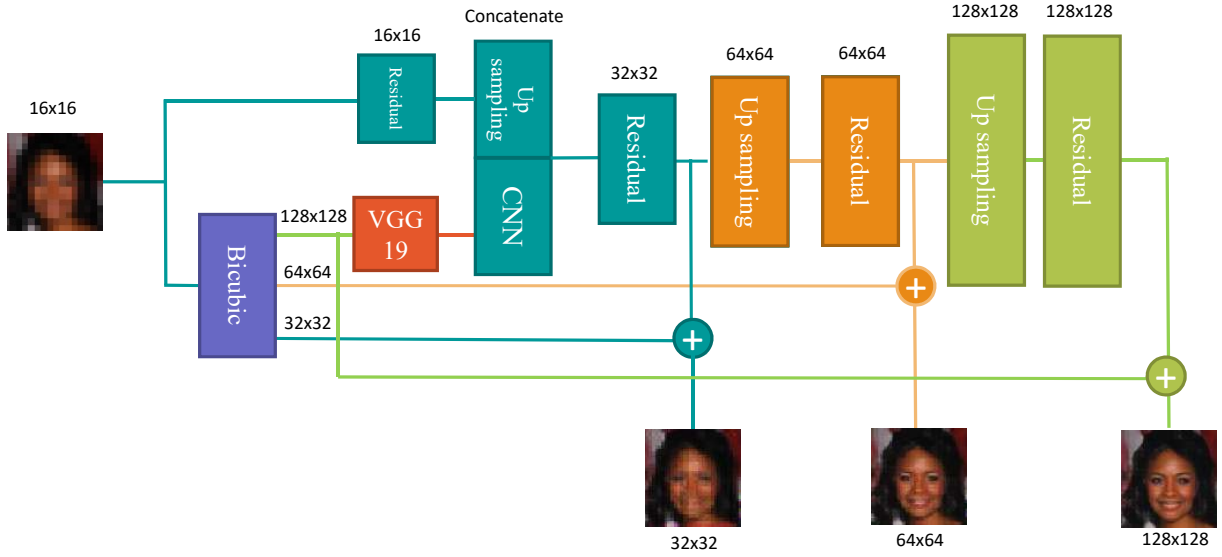 Concatenate
128x128
128x128
16x16
64x64
64x64
32x32
16x16
Residual
Up
sampling
Residual
Up sampling
Residual
Up sampling
Residual
128x128
VGG
19
CNN
Bicubic
64x64
32x32
+
+
+
32x32
64x64
128x128